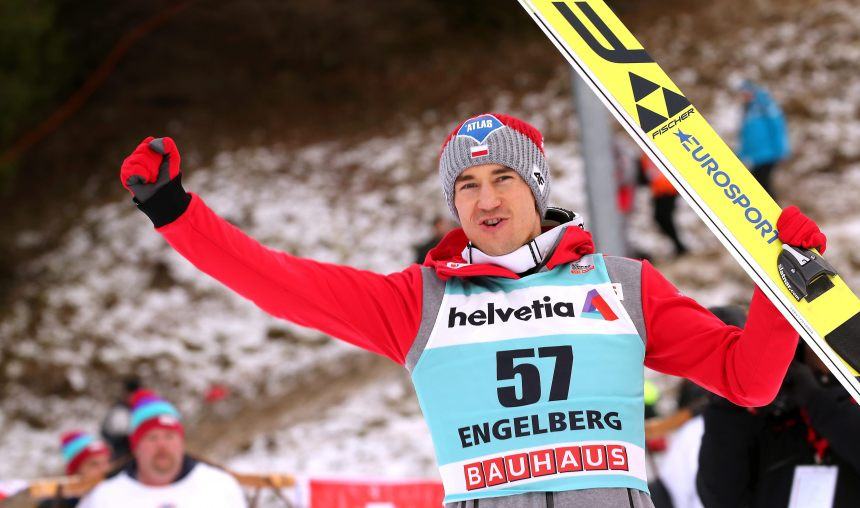 ATLAS
FISCHER
EUROSPORT
helvetia
57
ENGELBERG
BAUHAUS